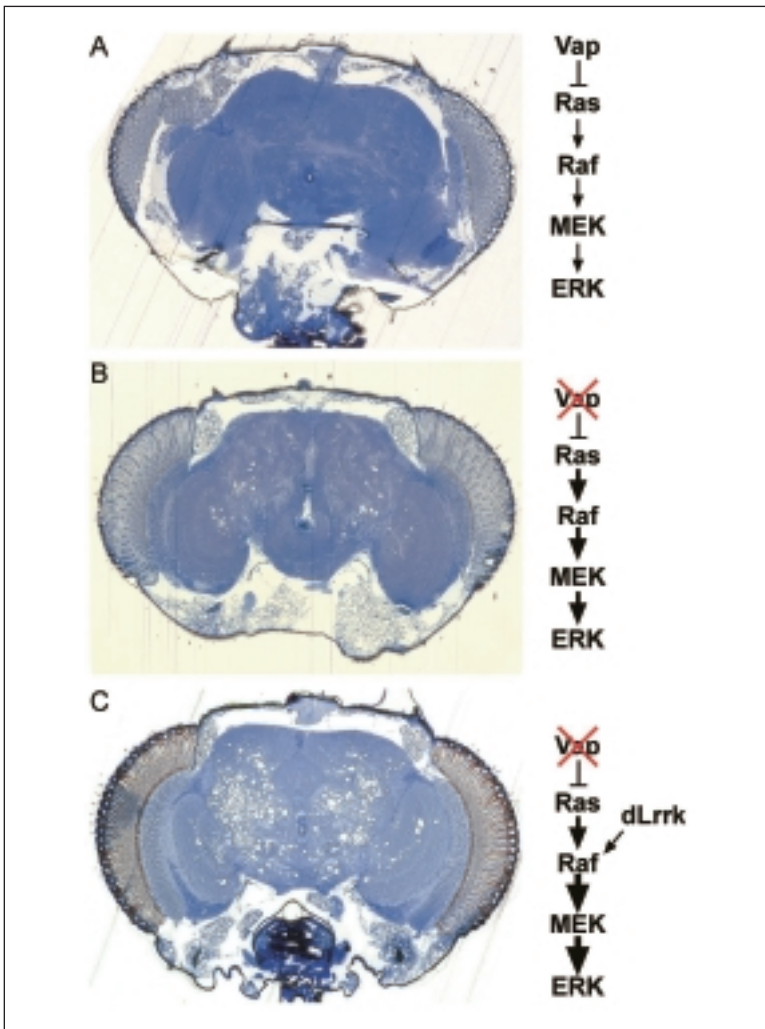 A
Vap
Ras
Raf
MEK
ERK
B
Vap
Ras
Raf
MEK
ERK
C
Vap
Ras
dLrrk
Raf
MEK
ERK